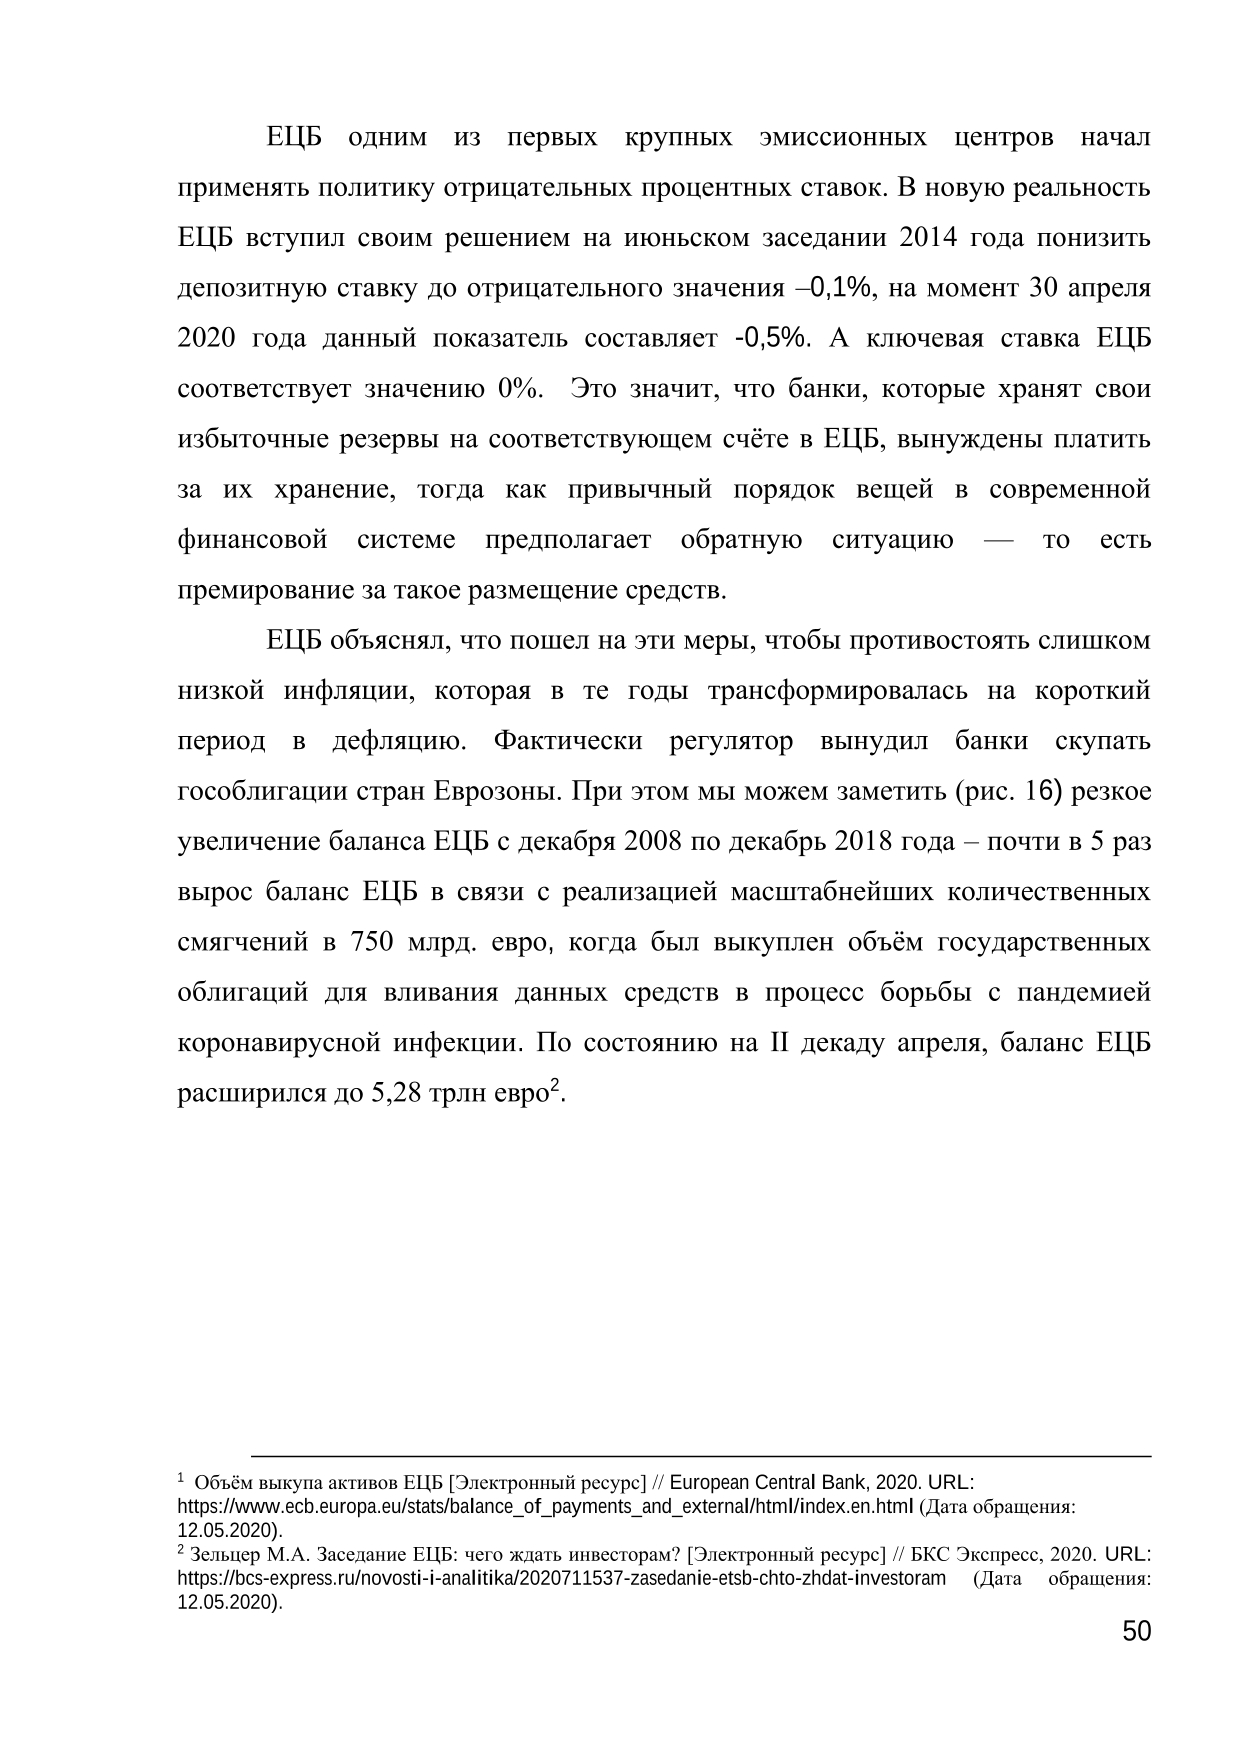 ЕЦБ одним из первых крупных эмиссионных центров начал
применять политику отрицательных процентных ставок. В новую реальность
ЕЦБ вступил своим решением на июньском заседании 2014 года понизить
депозитную ставку до отрицательного значения –0,1%, на момент 30 апреля
2020 года данный показатель составляет -0,5%. А ключевая ставка ЕЦБ
соответствует значению 0%. Это значит, что банки, которые хранят свои
избыточные резервы на соответствующем счёте в ЕЦБ, вынуждены платить
за их хранение, тогда как привычный порядок вещей в современной
финансовой системе предполагает обратную ситуацию — то есть
премирование за такое размещение средств.
ЕЦБ объяснял, что пошел на эти меры, чтобы противостоять слишком
низкой инфляции, которая в те годы трансформировалась на короткий
период в дефляцию. Фактически регулятор вынудил банки скупать
гособлигации стран Еврозоны. При этом мы можем заметить (рис. 16) резкое
увеличение баланса ЕЦБ с декабря 2008 по декабрь 2018 года – почти в 5 раз
вырос баланс ЕЦБ в связи с реализацией масштабнейших количественных
смягчений в 750 млрд. евро, когда был выкуплен объём государственных
облигаций для вливания данных средств в процесс борьбы с пандемией
коронавирусной инфекции. По состоянию на II декаду апреля, баланс ЕЦБ
расширился до 5,28 трлн евро².
¹ Объём выкупа активов ЕЦБ [Электронный ресурс] // European Central Bank, 2020. URL:
https://www.ecb.europa.eu/stats/balance_of_payments_and_external/html/index.en.html (Дата обращения:
12.05.2020).
² Зельцер М.А. Заседание ЕЦБ: чего ждать инвесторам? [Электронный ресурс] // БКС Экспресс, 2020. URL:
https://bcs-express.ru/novosti-i-analitika/2020711537-zasedanie-etsb-chto-zhdat-investoram (Дата обращения:
12.05.2020).
50